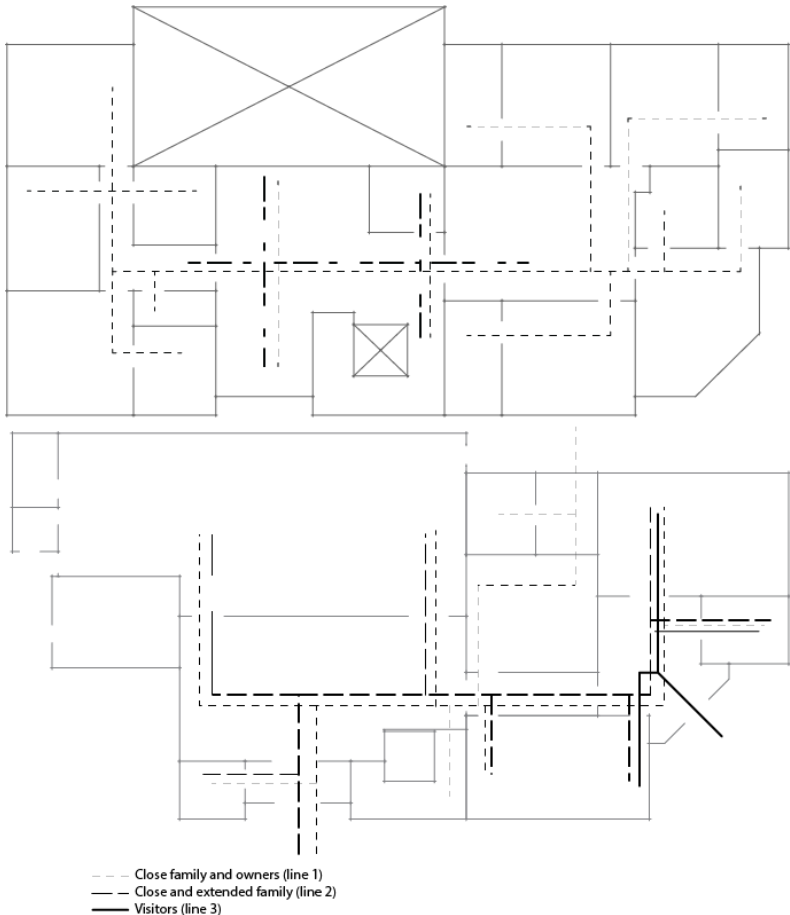 Close family and owners (line 1)
Close and extended family (line 2)
Visitors (line 3)